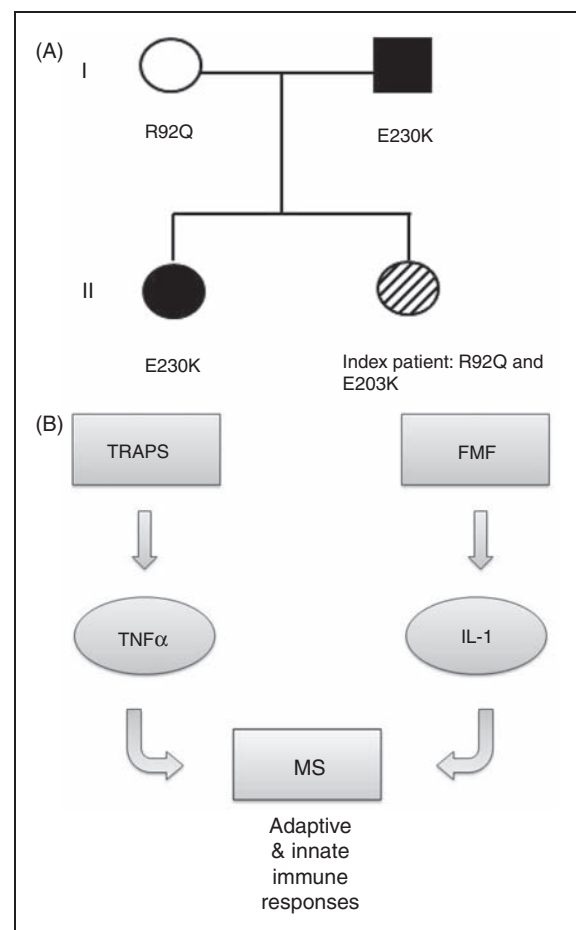 (A)
I
R92Q
E230K
II
E230K
Index patient: R92Q and
E203K
(B)
TRAPS
FMF
TNFα
IL-1
MS
Adaptive
& innate
immune
responses